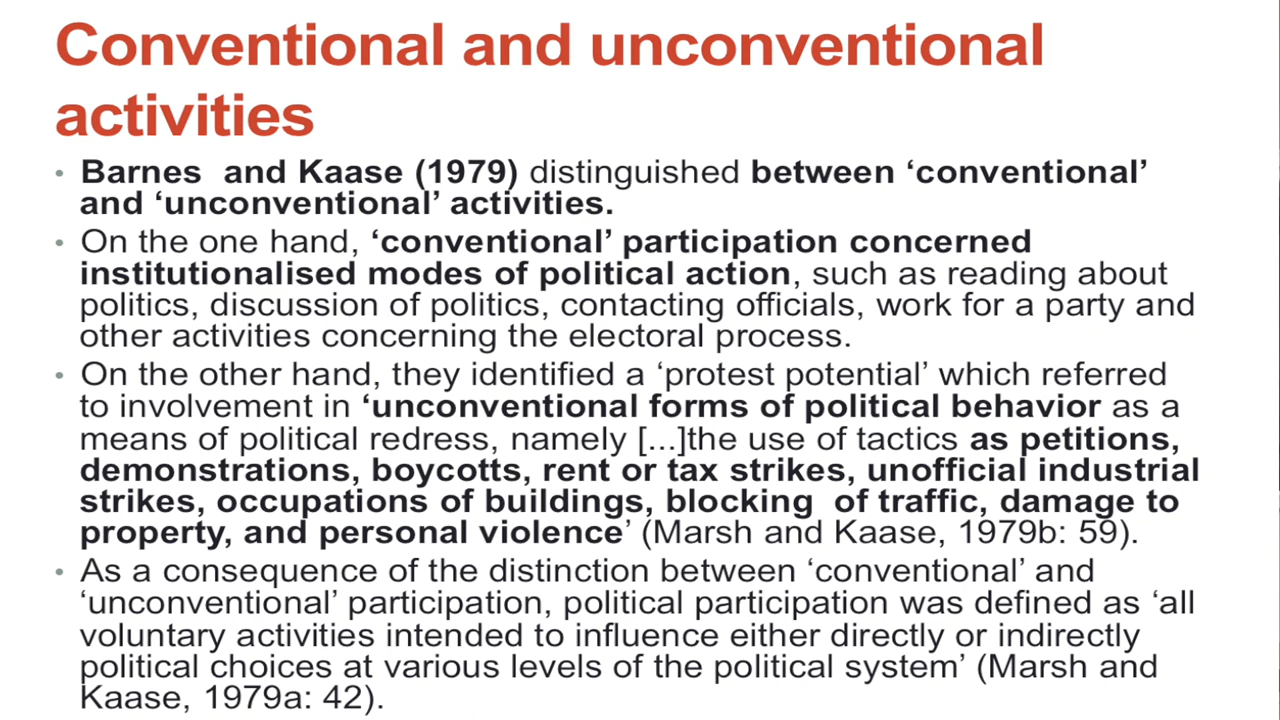 Conventional and unconventional
activities
• Barnes  and Kaase (1979) distinguished between ‘conventional’
and ‘unconventional’ activities.
• On the one hand, ‘conventional’ participation concerned
institutionalised modes of political action, such as reading about
politics, discussion of politics, contacting officials, work for a party and
other activities concerning the electoral process.
• On the other hand, they identified a ‘protest potential’ which referred
to involvement in ‘unconventional forms of political behavior as a
means of political redress, namely [...]the use of tactics as petitions,
demonstrations, boycotts, rent or tax strikes, unofficial industrial
strikes, occupations of buildings, blocking  of traffic, damage to
property, and personal violence’ (Marsh and Kaase, 1979b: 59).
• As a consequence of the distinction between ‘conventional’ and
‘unconventional’ participation, political participation was defined as ‘all
voluntary activities intended to influence either directly or indirectly
political choices at various levels of the political system’ (Marsh and
Kaase, 1979a: 42).